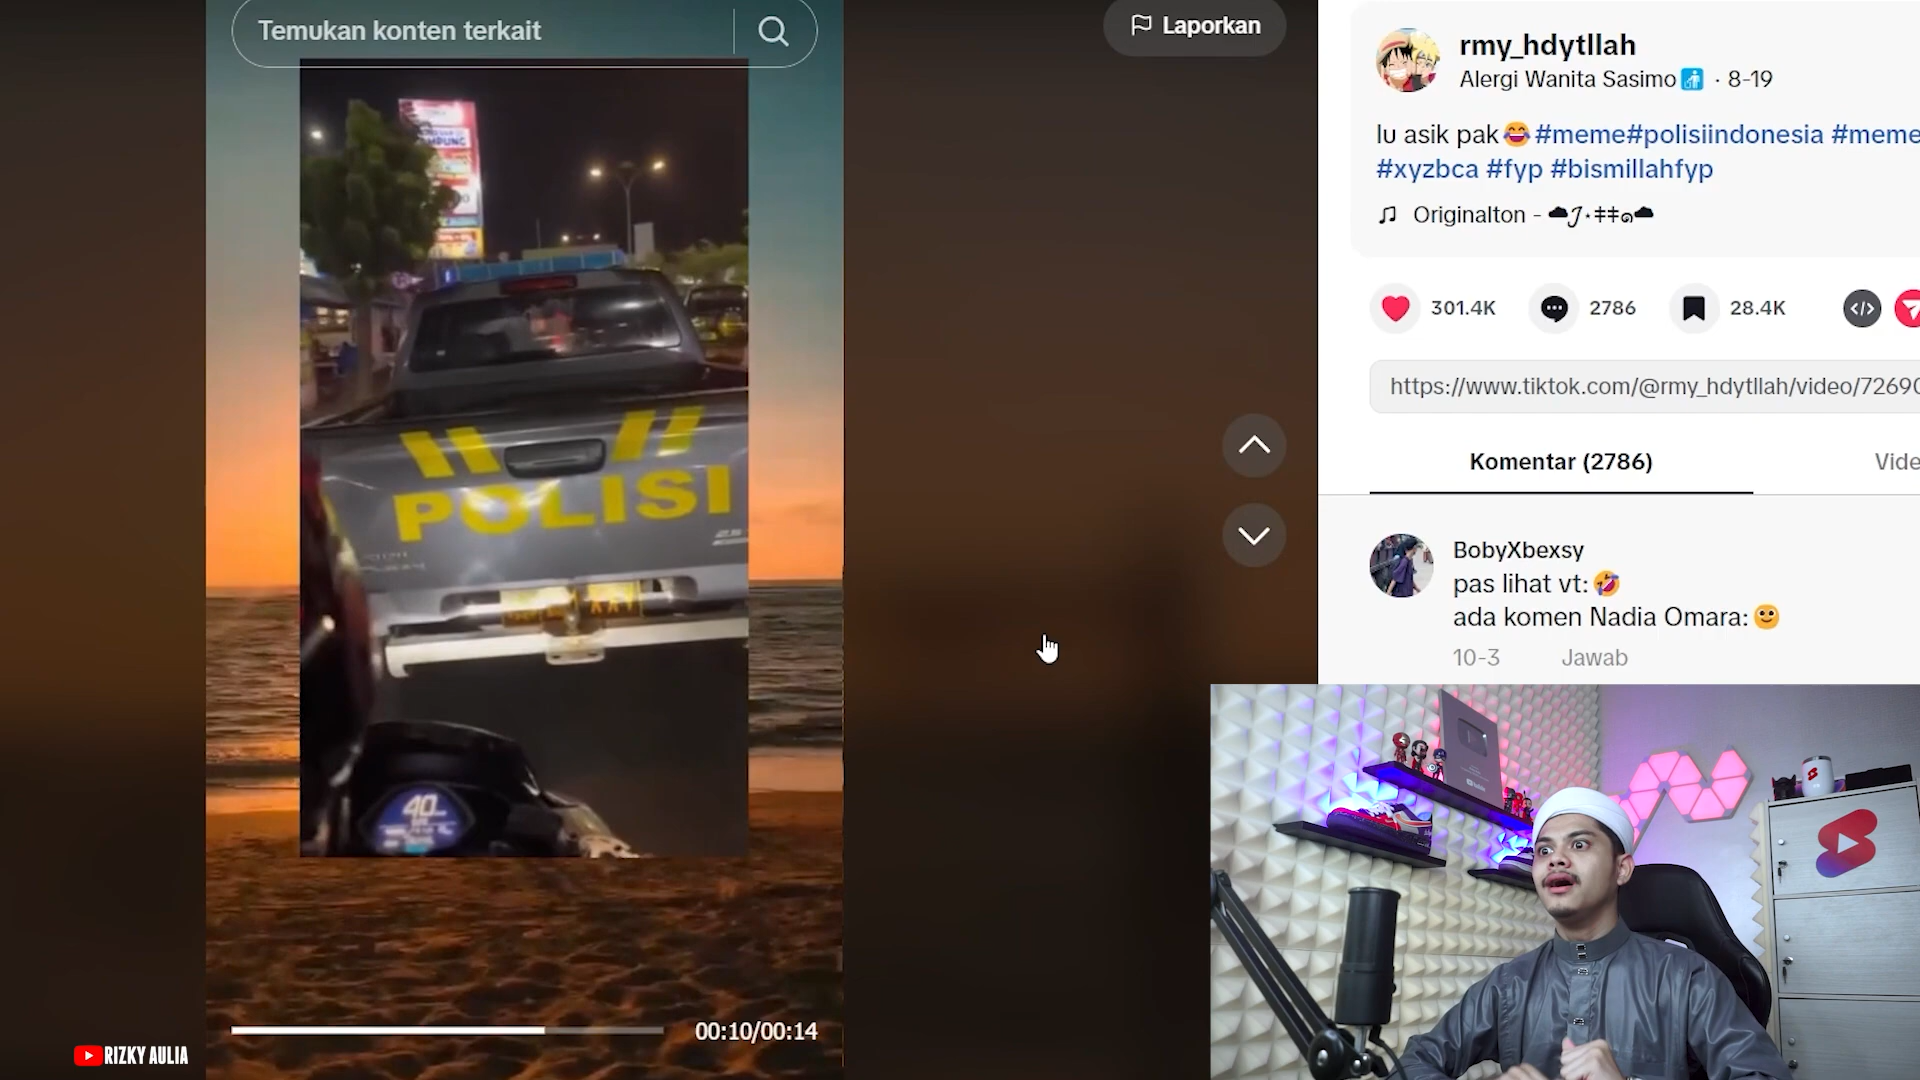 Temukan konten terkait
Laporkan
POLISI
40
00:10/00:14
RIZKY AULIA
rmy_hdytllah
Alergi Wanita Sasimo🚮 · 8-19
lu asik pak😂 #meme#polisiindonesia #meme
#xyzbca #fyp #bismillahfyp
301.4K
2786
28.4K
https://www.tiktok.com/@rmy_hdytllah/video/7269
Komentar (2786)
Vide
BobyXbexsy
pas lihat vt:🤣
ada komen Nadia Omara:🙂
10-3 Jawab